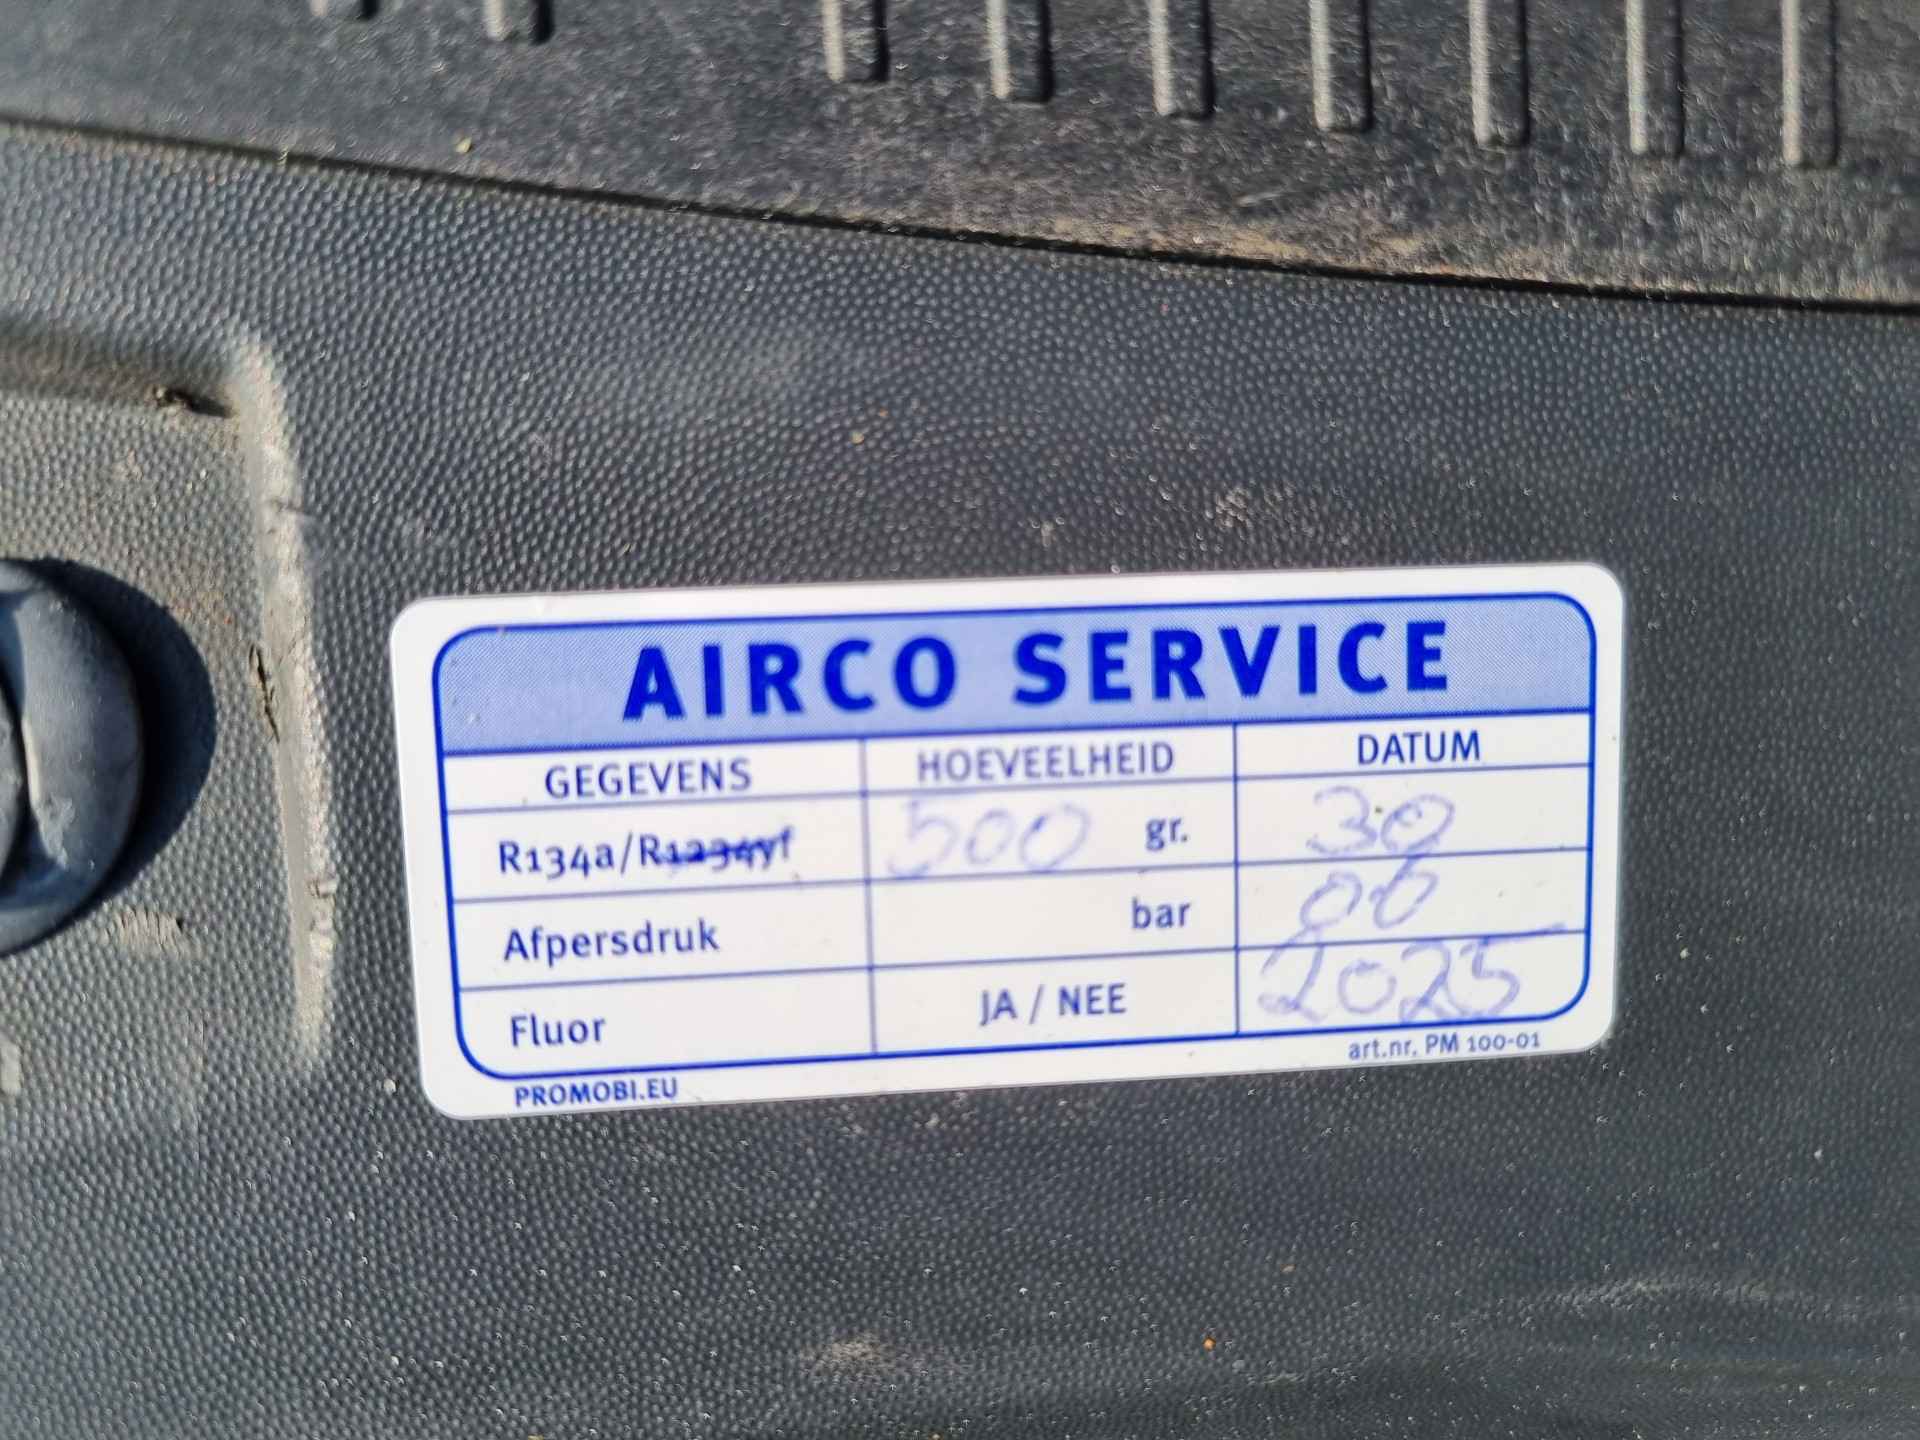 AIRCO SERVICE
GEGEVENS HOEVEELHEID DATUM
R134a/R1234yf 500 gr. 30
Afpersdruk bar 06
Fluor JA / NEE 2025
PROMOBI.EU art.nr. PM 100-01